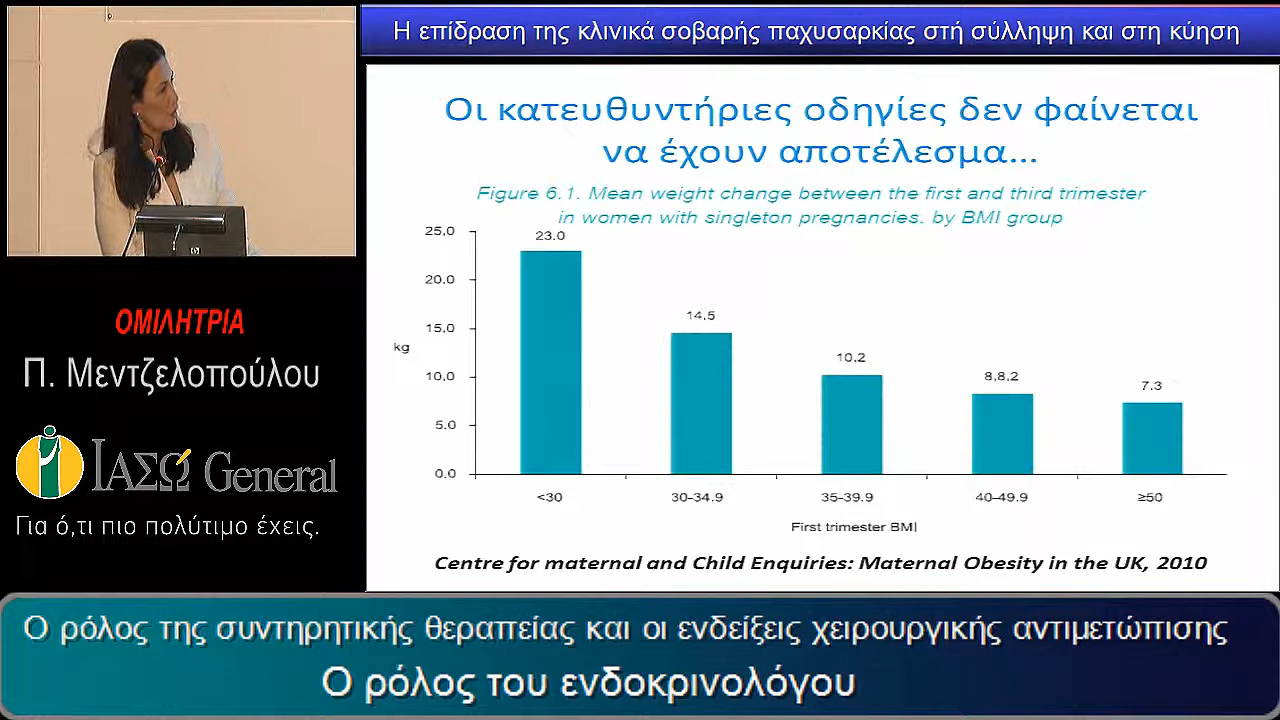 Η επίδραση της κλινικά σοβαρής παχυσαρκίας στή σύλληψη και στη κύηση
Οι κατευθυντήριες οδηγίες δεν φαίνεται
να έχουν αποτέλεσμα...
Figure 6.1. Mean weight change between the first and third trimester
in women with singleton pregnancies. by BMI group
25.0
20.0
15.0
10.0
5.0
0.0
kg
23.0
14.5
10.2
8,8.2
7.3
<30
30–34.9
35–39.9
40–49.9
≥50
First trimester BMI
Centre for maternal and Child Enquiries: Maternal Obesity in the UK, 2010
hp
ΟΜΙΛΗΤΡΙΑ
Π. Μεντζελοπούλου
ΙΑΣΩ General
Για ό,τι πιο πολύτιμο έχεις.
Ο ρόλος της συντηρητικής θεραπείας και οι ενδείξεις χειρουργικής αντιμετώπισης
Ο ρόλος του ενδοκρινολόγου